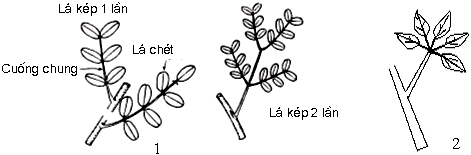 Lá kép 1 lần
Lá chét
Cuống chung
Lá kép 2 lần
1
2